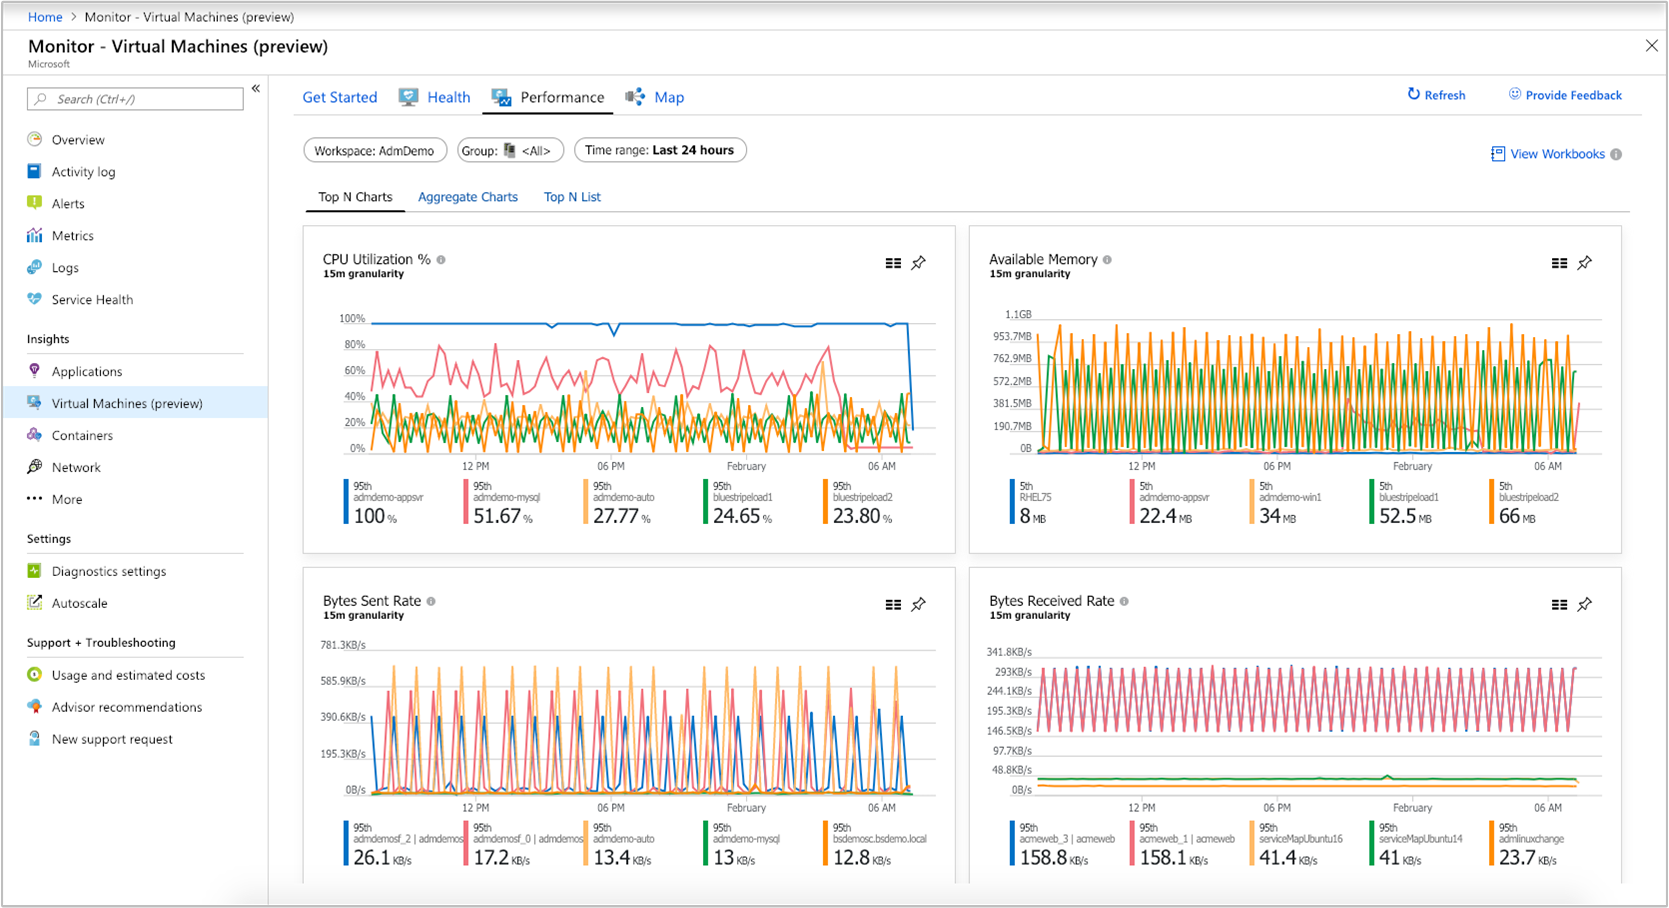 Home > Monitor - Virtual Machines (preview)
Monitor - Virtual Machines (preview)
Microsoft
Search (Ctrl+/)
«
Overview
Activity log
Alerts
Metrics
Logs
Service Health
Insights
Applications
Virtual Machines (preview)
Containers
Network
More
Settings
Diagnostics settings
Autoscale
Support + Troubleshooting
Usage and estimated costs
Advisor recommendations
New support request
Get Started Health Performance Map
Refresh Provide Feedback
Workspace: AdmDemo Group: <All> Time range: Last 24 hours
View Workbooks
Top N Charts Aggregate Charts Top N List
CPU Utilization %
15m granularity
100%
80%
60%
40%
20%
0%
12 PM 06 PM February 06 AM
95th 95th 95th 95th 95th
admdemo-appsvr admdemo-mysql admdemo-auto bluestripeload1 bluestripeload2
100 % 51.67 % 27.77 % 24.65 % 23.80 %
Available Memory
15m granularity
1.1GB
953.7MB
762.9MB
572.2MB
381.5MB
190.7MB
0B
12 PM 06 PM February 06 AM
5th 5th 5th 5th 5th
RHEL75 admdemo-appsvr admdemo-win1 bluestripeload1 bluestripeload2
8 MB 22.4 MB 34 MB 52.5 MB 66 MB
Bytes Sent Rate
15m granularity
781.3KB/s
585.9KB/s
390.6KB/s
195.3KB/s
0B/s
12 PM 06 PM February 06 AM
95th 95th 95th 95th 95th
admdemosf_2 | admdemos admdemosf_0 | admdemos admdemo-auto admdemo-mysql bsdemosc.bsdemo.local
26.1 KB/s 17.2 KB/s 13.4 KB/s 13 KB/s 12.8 KB/s
Bytes Received Rate
15m granularity
341.8KB/s
293KB/s
244.1KB/s
195.3KB/s
146.5KB/s
97.7KB/s
48.8KB/s
0B/s
12 PM 06 PM February 06 AM
95th 95th 95th 95th 95th
acmeweb_3 | acmeweb acmeweb_1 | acmeweb serviceMapUbuntu16 serviceMapUbuntu14 admlinuxchange
158.8 KB/s 158.1 KB/s 41.4 KB/s 41 KB/s 23.7 KB/s